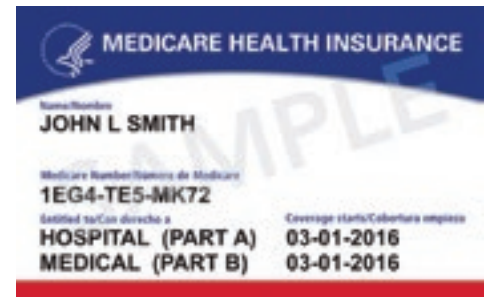 MEDICARE HEALTH INSURANCE
SAMPLE
Name/Nombre
JOHN L SMITH
Medicare Number/Número de Medicare
1EG4-TE5-MK72
Entitled to/Con derecho a Coverage starts/Cobertura empieza
HOSPITAL (PART A) 03-01-2016
MEDICAL (PART B) 03-01-2016